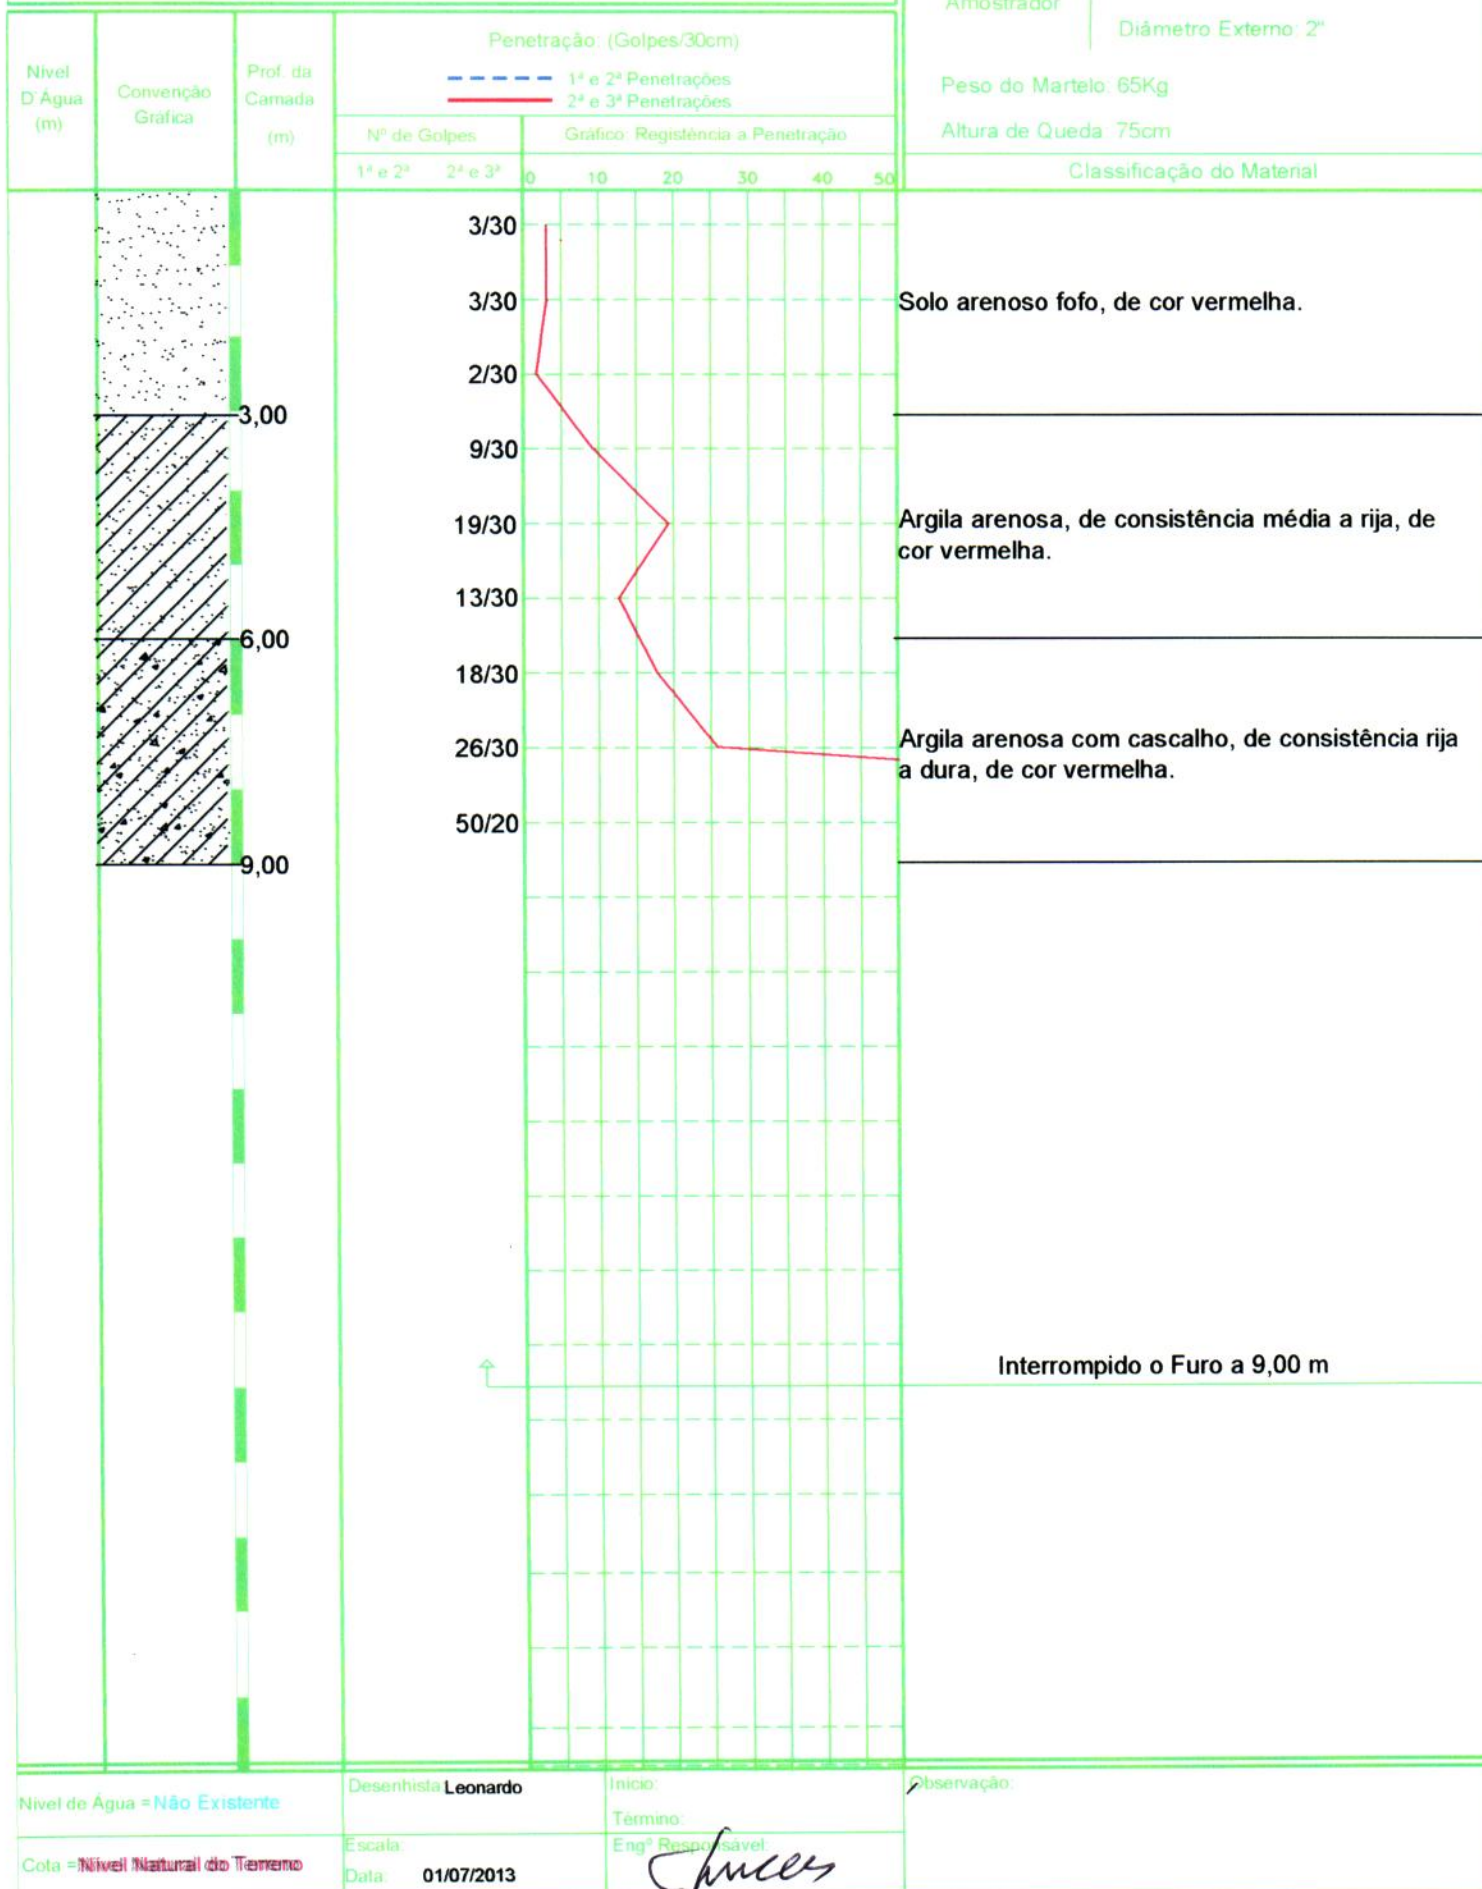 Amostrador
Diâmetro Externo: 2"
Peso do Martelo: 65Kg
Altura de Queda: 75cm
Classificação do Material
Nível
D'Água
(m)
Convenção
Gráfica
Prof. da
Camada
(m)
Penetração: (Golpes/30cm)
1ª e 2ª Penetrações
2ª e 3ª Penetrações
Nº de Golpes
Gráfico: Registência a Penetração
1ª e 2ª 2ª e 3ª
0 10 20 30 40 50
3/30
3/30
Solo arenoso fofo, de cor vermelha.
2/30
3,00
9/30
19/30
Argila arenosa, de consistência média a rija, de
cor vermelha.
13/30
6,00
18/30
26/30
Argila arenosa com cascalho, de consistência rija
a dura, de cor vermelha.
50/20
9,00
Interrompido o Furo a 9,00 m
Nível de Água = Não Existente
Cota = Nível Natural do Terreno
Desenhista: Leonardo
Escala:
Data: 01/07/2013
Início:
Término:
Engº Responsável:
Observação: